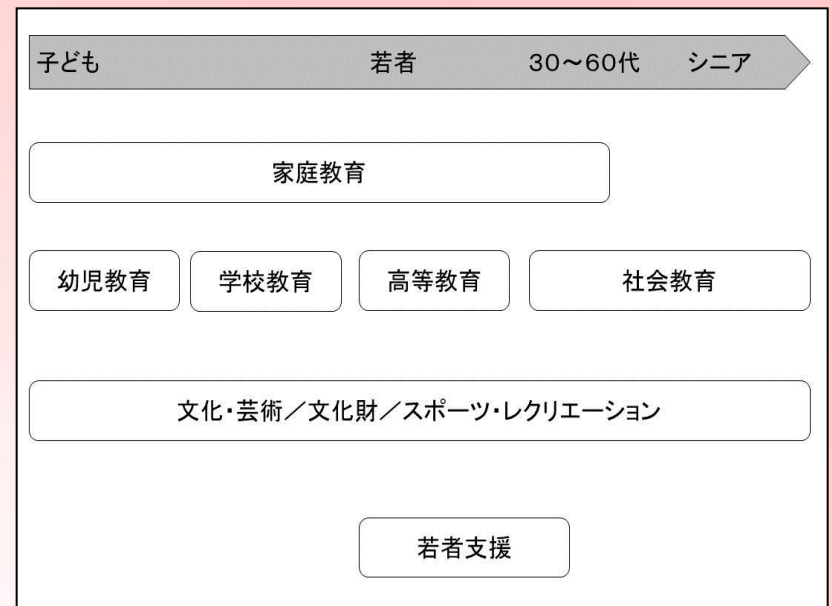 子ども 若者 30～60代 シニア
家庭教育
幼児教育 学校教育 高等教育 社会教育
文化・芸術／文化財／スポーツ・レクリエーション
若者支援